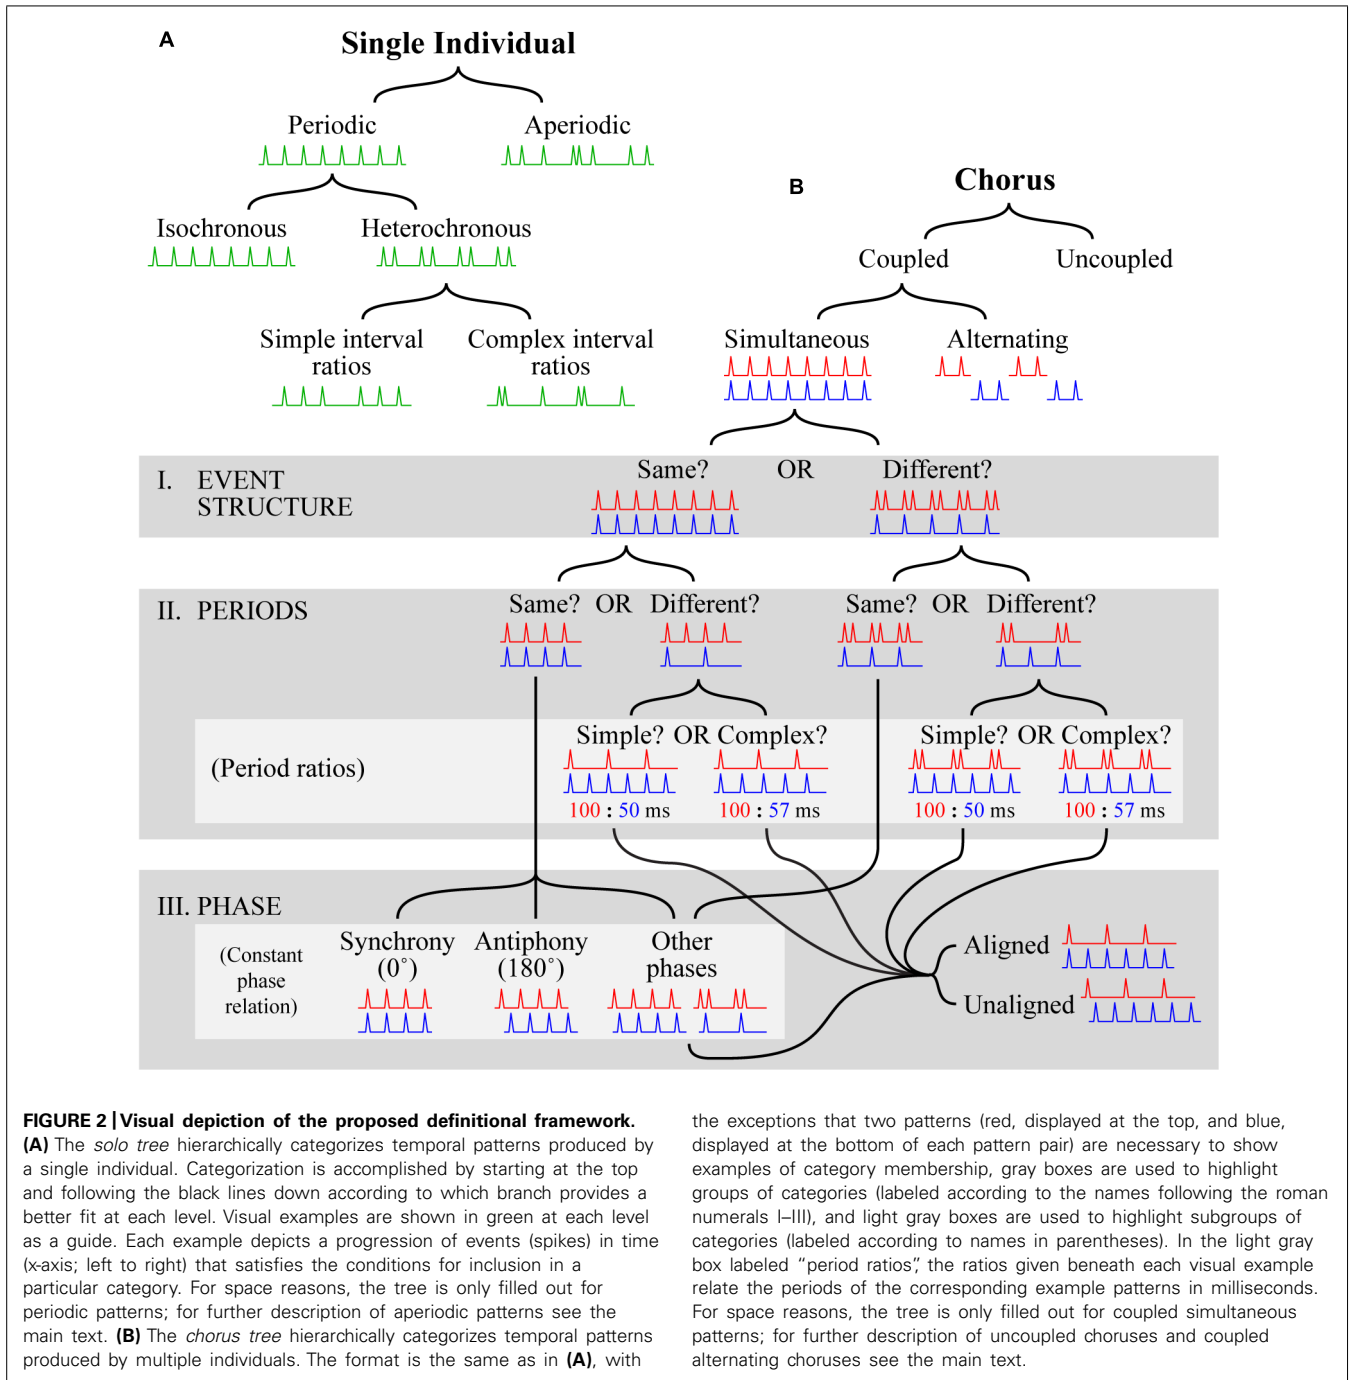 A
Single Individual
Periodic
Aperiodic
Isochronous
Heterochronous
Simple interval
ratios
Complex interval
ratios
B
Chorus
Coupled
Uncoupled
Simultaneous
Alternating
I. EVENT
STRUCTURE
Same? OR Different?
II. PERIODS
Same? OR Different?
Same? OR Different?
(Period ratios)
Simple? OR Complex?
100 : 50 ms
100 : 57 ms
Simple? OR Complex?
100 : 50 ms
100 : 57 ms
III. PHASE
(Constant
phase
relation)
Synchrony
(0°)
Antiphony
(180°)
Other
phases
Aligned
Unaligned
FIGURE 2 | Visual depiction of the proposed definitional framework.
(A) The solo tree hierarchically categorizes temporal patterns produced by
a single individual. Categorization is accomplished by starting at the top
and following the black lines down according to which branch provides a
better fit at each level. Visual examples are shown in green at each level
as a guide. Each example depicts a progression of events (spikes) in time
(x-axis; left to right) that satisfies the conditions for inclusion in a
particular category. For space reasons, the tree is only filled out for
periodic patterns; for further description of aperiodic patterns see the
main text. (B) The chorus tree hierarchically categorizes temporal patterns
produced by multiple individuals. The format is the same as in (A), with
the exceptions that two patterns (red, displayed at the top, and blue,
displayed at the bottom of each pattern pair) are necessary to show
examples of category membership, gray boxes are used to highlight
groups of categories (labeled according to the names following the roman
numerals I–III), and light gray boxes are used to highlight subgroups of
categories (labeled according to names in parentheses). In the light gray
box labeled “period ratios”, the ratios given beneath each visual example
relate the periods of the corresponding example patterns in milliseconds.
For space reasons, the tree is only filled out for coupled simultaneous
patterns; for further description of uncoupled choruses and coupled
alternating choruses see the main text.